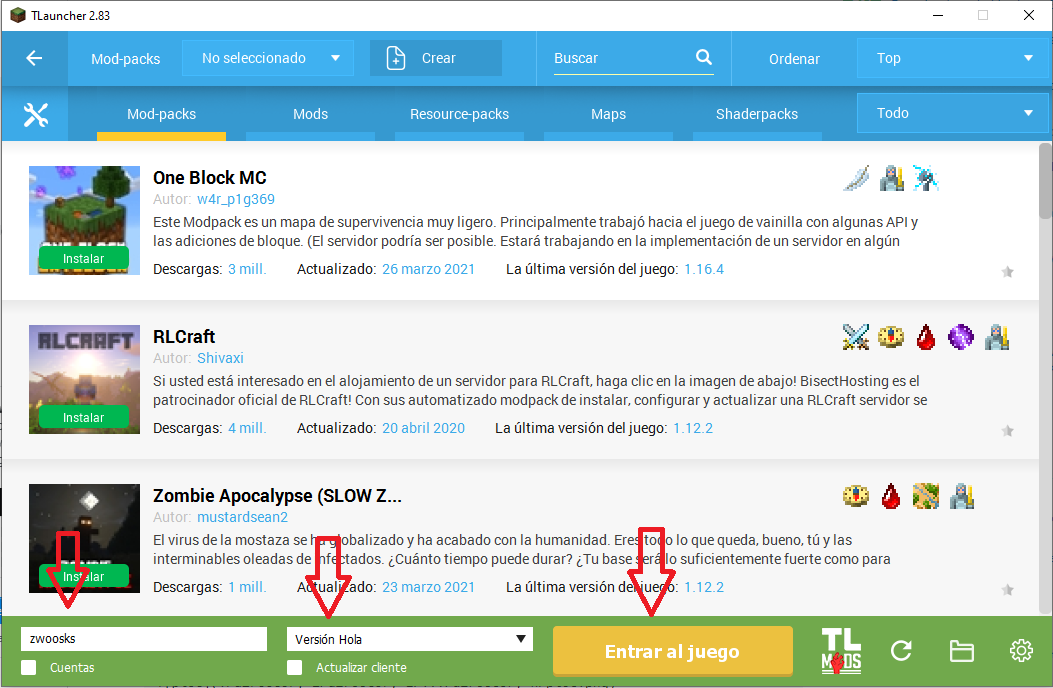 TLauncher 2.83
Mod-packs
No seleccionado
Crear
Buscar
Ordenar
Top
Mod-packs
Mods
Resource-packs
Maps
Shaderpacks
Todo
One Block MC
Autor: w4r_p1g369
Este Modpack es un mapa de supervivencia muy ligero. Principalmente trabajó hacia el juego de vainilla con algunas API y
las adiciones de bloque. (El servidor podría ser posible. Estará trabajando en la implementación de un servidor en algún
Instalar
Descargas: 3 mill. Actualizado: 26 marzo 2021 La última versión del juego: 1.16.4
RLCRAFT
RLCraft
Autor: Shivaxi
Si usted está interesado en el alojamiento de un servidor para RLCraft, haga clic en la imagen de abajo! BisectHosting es el
patrocinador oficial de RLCraft! Con sus automatizado modpack de instalar, configurar y actualizar una RLCraft servidor se
Instalar
Descargas: 4 mill. Actualizado: 20 abril 2020 La última versión del juego: 1.12.2
Zombie Apocalypse (SLOW Z...
Autor: mustardsean2
El virus de la mostaza se ha globalizado y ha acabado con la humanidad. Eres todo lo que queda, bueno, tú y las
interminables oleadas de infectados. ¿Cuánto tiempo puede durar? ¿Tu base será lo suficientemente fuerte como para
Instalar
Descargas: 1 mill. Actualizado: 23 marzo 2021 La última versión del juego: 1.12.2
zwoosks
Versión Hola
Entrar al juego
TL
MODS
Cuentas
Actualizar cliente